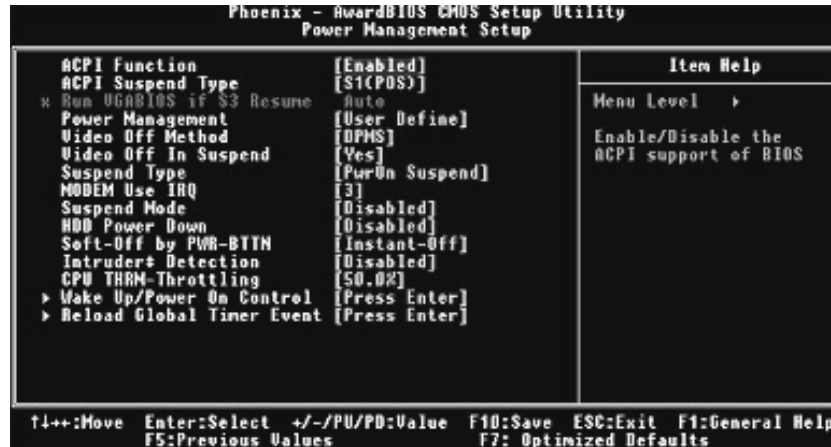 Phoenix - AwardBIOS CMOS Setup Utility
Power Management Setup
ACPI Function [Enabled]
ACPI Suspend Type [S1(POS)]
x Run VGABIOS if S3 Resume Auto
Power Management [User Define]
Video Off Method [DPMS]
Video Off In Suspend [Yes]
Suspend Type [PwrOn Suspend]
MODEM Use IRQ [3]
Suspend Mode [Disabled]
HDD Power Down [Disabled]
Soft-Off by PWR-BTTN [Instant-Off]
Intruder# Detection [Disabled]
CPU THRM-Throttling [50.0%]
▸ Wake Up/Power On Control [Press Enter]
▸ Reload Global Timer Event [Press Enter]
Item Help
Menu Level ▸
Enable/Disable the
ACPI support of BIOS
↑↓→←:Move Enter:Select +/-/PU/PD:Value F10:Save ESC:Exit F1:General Help
F5:Previous Values F7: Optimized Defaults